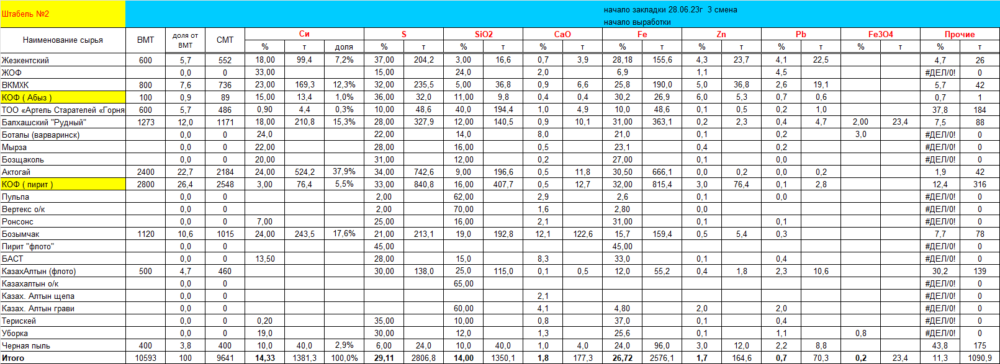 Штабель №2 начало закладки 28.06.23г 3 смена
начало выработки
Наименование сырья ВМТ доля от ВМТ СМТ Си S SiO2 CaO Fe Zn Pb Fe3O4 Прочие
% т доля % т % т % т % т % т % т % т % т
Жезкентский 600 5,7 552 18,00 99,4 7,2% 37,00 204,2 3,00 16,6 0,7 3,9 28,18 155,6 4,3 23,7 4,1 22,5 4,7 26
ЖОФ 0,0 0 33,00 15,00 24,0 2,0 6,9 1,1 4,5 #ДЕЛ/0! 0
ВКМХК 800 7,6 736 23,00 169,3 12,3% 32,00 235,5 5,00 36,8 0,9 6,6 25,8 190,0 5,0 36,8 2,6 19,1 5,7 42
КОФ ( Абыз ) 100 0,9 89 15,00 13,4 1,0% 36,00 32,0 11,00 9,8 0,4 0,4 30,2 26,9 6,0 5,3 0,7 0,6 0,7 1
ТОО «Артель Старателей «Горня 600 5,7 486 0,90 4,4 0,3% 10,00 48,6 40,0 194,4 1,0 4,9 10,0 48,6 0,1 0,5 0,2 1,0 37,8 184
Балхашский "Рудный" 1273 12,0 1171 18,00 210,8 15,3% 28,00 327,9 12,00 140,5 0,9 10,1 31,00 363,1 0,2 2,3 0,4 4,7 2,00 23,4 7,5 88
Боталы (варваринск) 0,0 0 24,0 22,00 14,0 8,0 21,0 0,1 0,2 3,0 #ДЕЛ/0! 0
Мырза 0,0 0 22,00 28,00 16,00 0,5 23,1 0,4 0,2 #ДЕЛ/0! 0
Бозщаколь 0,0 0 20,00 31,00 12,00 0,2 27,00 0,1 0,0 #ДЕЛ/0! 0
Актогай 2400 22,7 2184 24,00 524,2 37,9% 34,00 742,6 9,00 196,6 0,5 11,8 30,50 666,1 0,0 0,2 0,0 0,2 1,9 42
КОФ ( пирит ) 2800 26,4 2548 3,00 76,4 5,5% 33,00 840,8 16,00 407,7 0,5 12,7 32,00 815,4 3,0 76,4 0,1 2,8 12,4 316
Пульпа 0,0 0 2,00 62,00 2,9 2,6 0,1 0,0 #ДЕЛ/0! 0
Вертекс о/к 0,0 0 2,00 70,00 1,6 2,80 0,0 #ДЕЛ/0! 0
Ронсонс 0,0 0 7,00 25,00 16,00 2,1 31,00 0,1 0,1 #ДЕЛ/0! 0
Бозымчак 1120 10,6 1015 24,00 243,5 17,6% 21,00 213,1 19,0 192,8 12,1 122,6 15,7 159,4 0,5 5,4 0,3 7,7 78
Пирит "флото" 0,0 0 45,00 45,00 #ДЕЛ/0! 0
БАСТ 0,0 0 13,50 28,00 15,0 8,3 33,0 0,1 0,4 #ДЕЛ/0! 0
КазахАлтын (флото) 500 4,7 460 30,00 138,0 25,0 115,0 0,1 0,5 12,0 55,2 0,4 1,8 2,3 10,6 30,2 139
Казахалтын о/к 0,0 0 65,00 #ДЕЛ/0! 0
Казах. Алтын щепа 0,0 0 2,1 #ДЕЛ/0! 0
Казах. Алтын грави 0,0 0 60,00 4,1 4,80 2,0 2,0 #ДЕЛ/0! 0
Терискей 0,0 0 0,20 35,00 10,00 0,8 37,0 0,1 0,4 #ДЕЛ/0! 0
Уборка 0,0 0 19,0 30,00 12,0 1,3 25,6 0,1 1,1 0,8 #ДЕЛ/0! 0
Черная пыль 400 3,8 400 10,0 40,0 2,9% 6,00 24,0 10,0 40,0 1,0 4,0 24,0 96,0 3,0 12,0 2,2 8,8 43,8 175
Итого 10593 100 9641 14,33 1381,3 100,0% 29,11 2806,8 14,00 1350,1 1,8 177,3 26,72 2576,1 1,7 164,6 0,7 70,3 0,2 23,4 11,3 1090,9